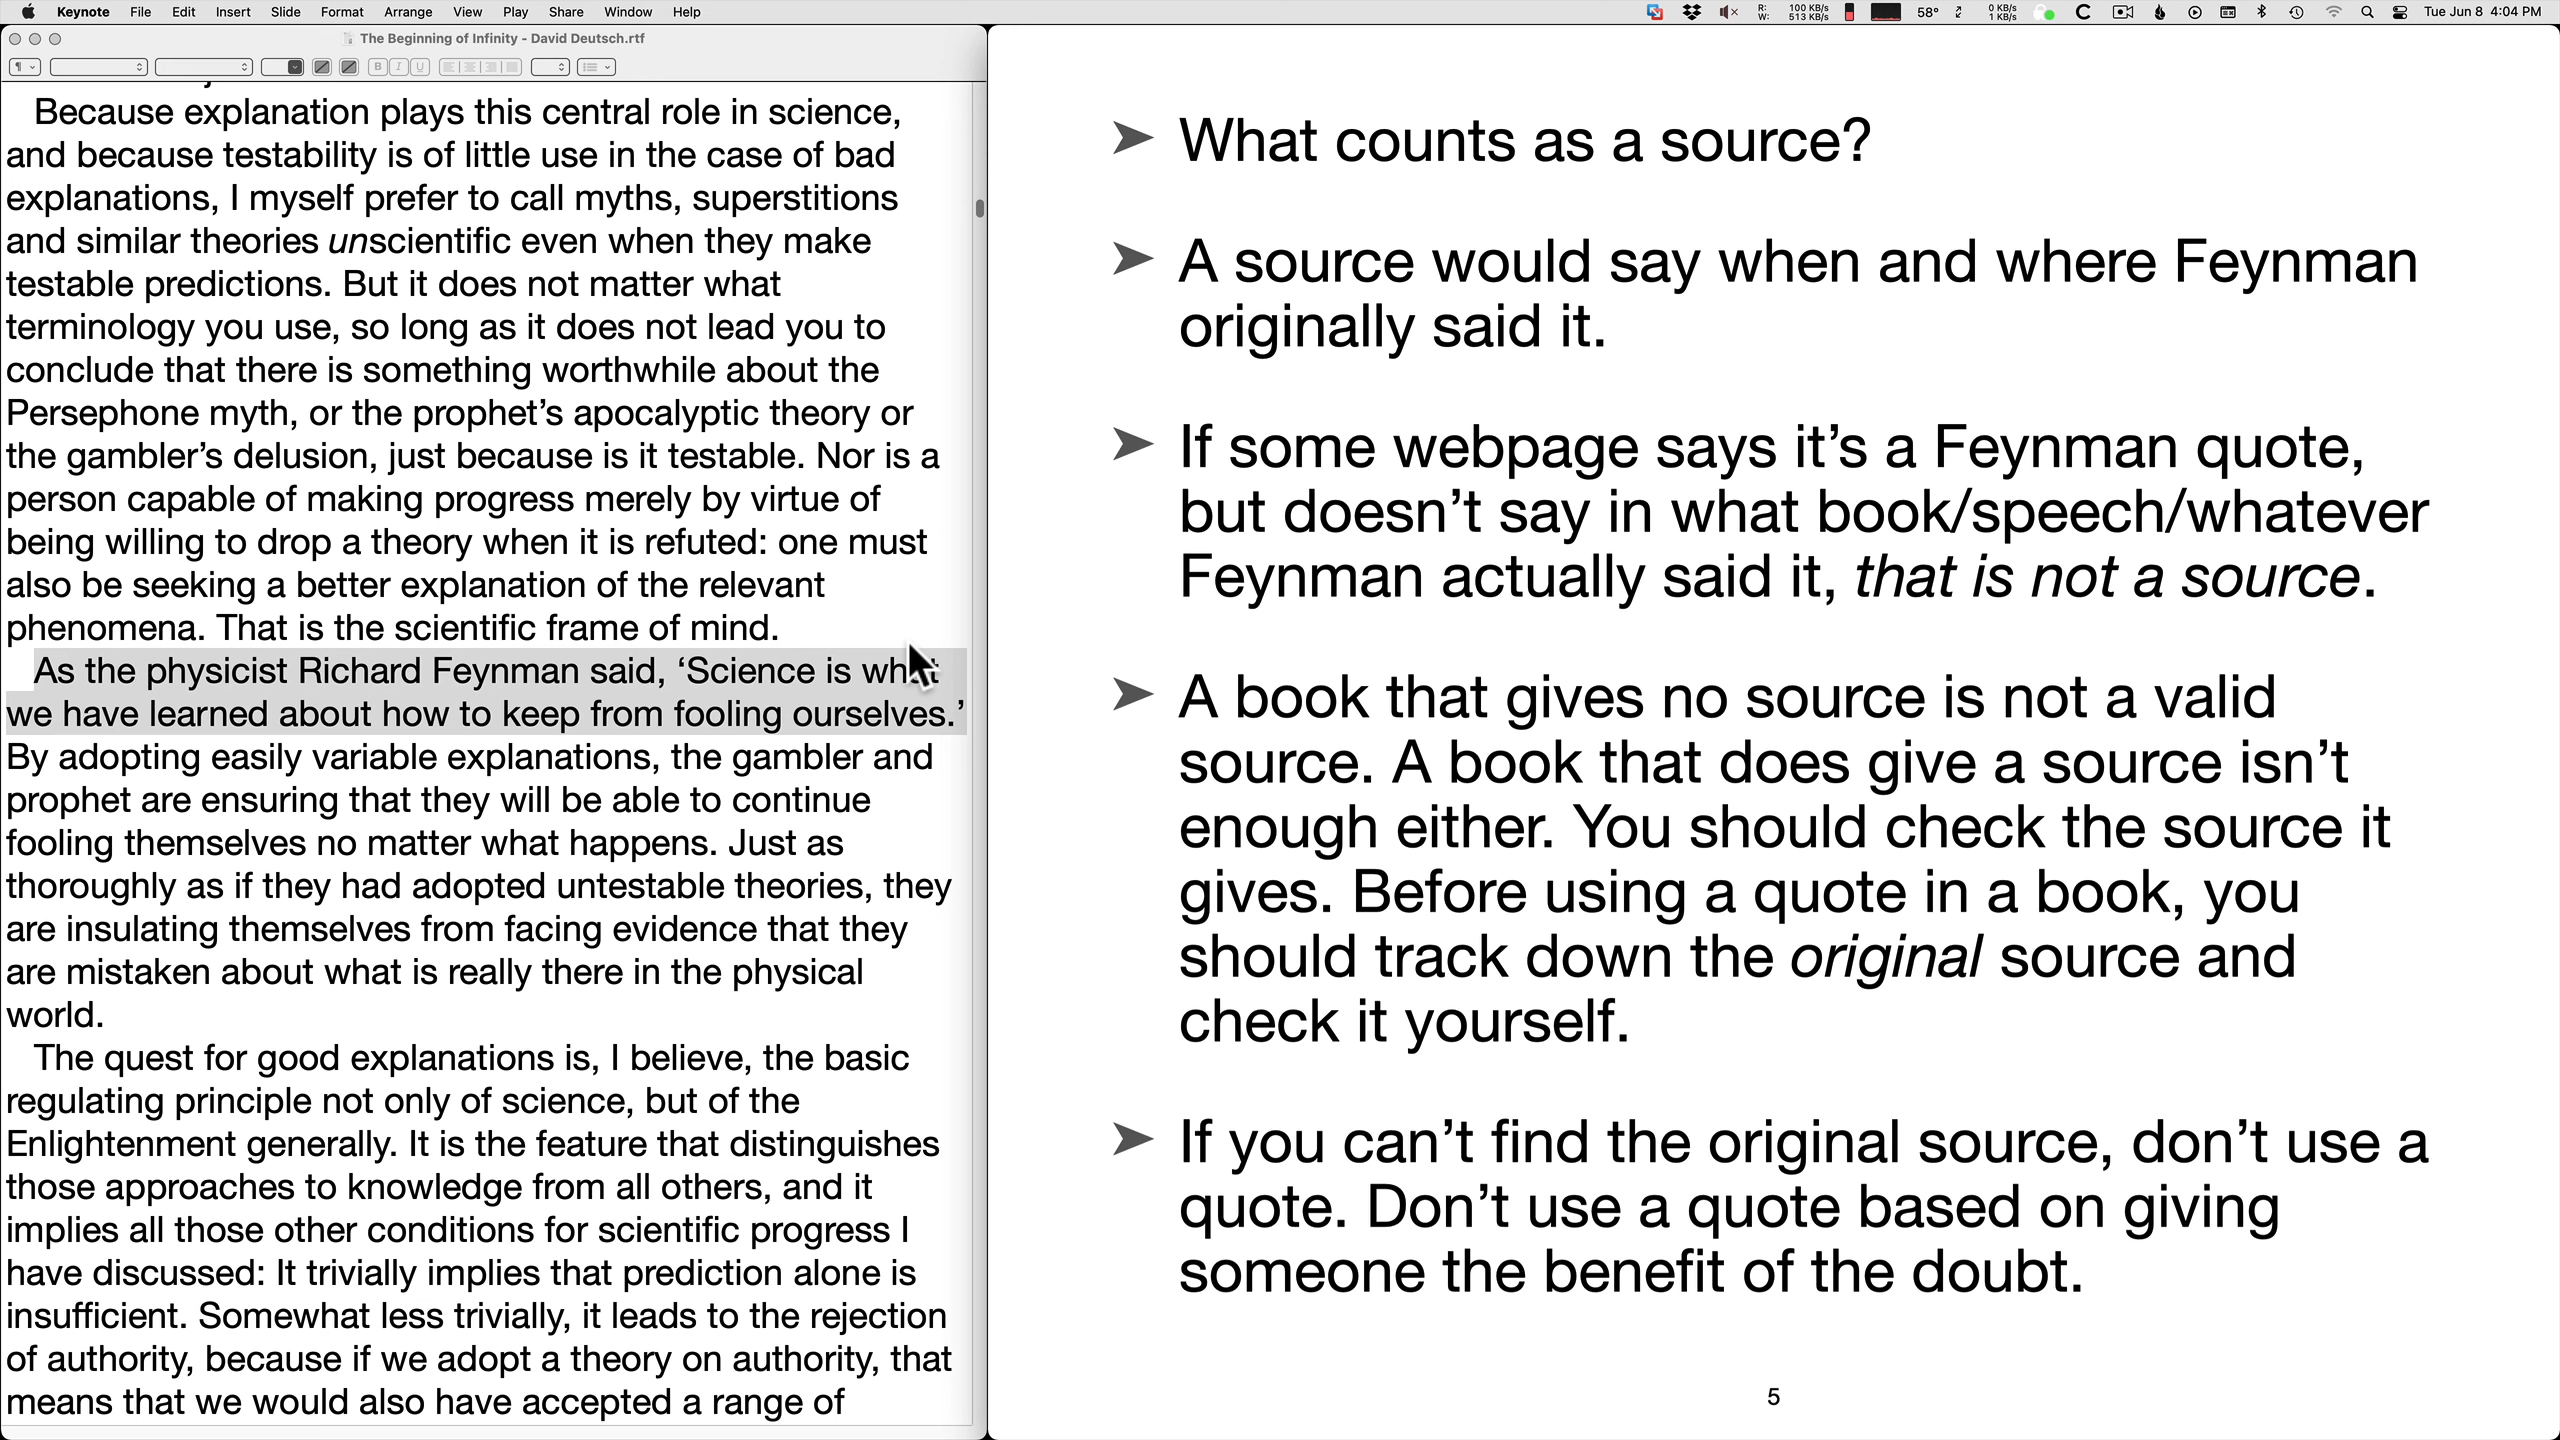 Keynote File Edit Insert Slide Format Arrange View Play Share Window Help
R: 100 KB/s
W: 513 KB/s
58°
0 KB/s
1 KB/s
Tue Jun 8 4:04 PM
The Beginning of Infinity - David Deutsch.rtf
B I U
Because explanation plays this central role in science,
and because testability is of little use in the case of bad
explanations, I myself prefer to call myths, superstitions
and similar theories unscientific even when they make
testable predictions. But it does not matter what
terminology you use, so long as it does not lead you to
conclude that there is something worthwhile about the
Persephone myth, or the prophet’s apocalyptic theory or
the gambler’s delusion, just because is it testable. Nor is a
person capable of making progress merely by virtue of
being willing to drop a theory when it is refuted: one must
also be seeking a better explanation of the relevant
phenomena. That is the scientific frame of mind.
As the physicist Richard Feynman said, ‘Science is what
we have learned about how to keep from fooling ourselves.’
By adopting easily variable explanations, the gambler and
prophet are ensuring that they will be able to continue
fooling themselves no matter what happens. Just as
thoroughly as if they had adopted untestable theories, they
are insulating themselves from facing evidence that they
are mistaken about what is really there in the physical
world.
The quest for good explanations is, I believe, the basic
regulating principle not only of science, but of the
Enlightenment generally. It is the feature that distinguishes
those approaches to knowledge from all others, and it
implies all those other conditions for scientific progress I
have discussed: It trivially implies that prediction alone is
insufficient. Somewhat less trivially, it leads to the rejection
of authority, because if we adopt a theory on authority, that
means that we would also have accepted a range of
What counts as a source?
A source would say when and where Feynman
originally said it.
If some webpage says it’s a Feynman quote,
but doesn’t say in what book/speech/whatever
Feynman actually said it, that is not a source.
A book that gives no source is not a valid
source. A book that does give a source isn’t
enough either. You should check the source it
gives. Before using a quote in a book, you
should track down the original source and
check it yourself.
If you can’t find the original source, don’t use a
quote. Don’t use a quote based on giving
someone the benefit of the doubt.
5